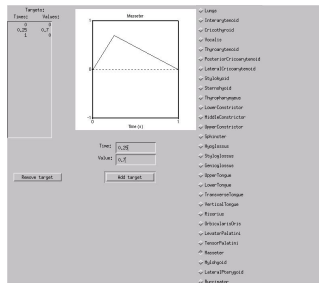 Targets:
Times: Values:
0 0
0,25 0,7
1 0
Masseter
1
0
-1
0
1
Time (s)
Time: 0,25
Value: 0,7
Remove target
Add target
Lungs
Interarytenoid
Cricothyroid
Vocalis
Thyroarytenoid
PosteriorCricoarytenoid
LateralCricoarytenoid
Stylohyoid
Sternohyoid
Thyropharyngeus
LowerConstrictor
MiddleConstrictor
UpperConstrictor
Sphincter
Hyoglossus
Styloglossus
Genioglossus
UpperTongue
LowerTongue
TransverseTongue
VerticalTongue
Risorius
OrbicularisOris
LevatorPalatini
TensorPalatini
Masseter
Mylohyoid
LateralPterygoid
Buccinator